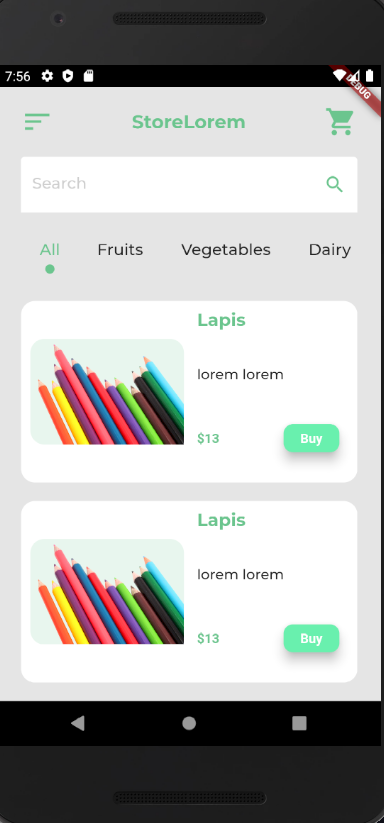 7:56
DEBUG
StoreLorem
Search
All Fruits Vegetables Dairy
Lapis
lorem lorem
$13 Buy
Lapis
lorem lorem
$13 Buy